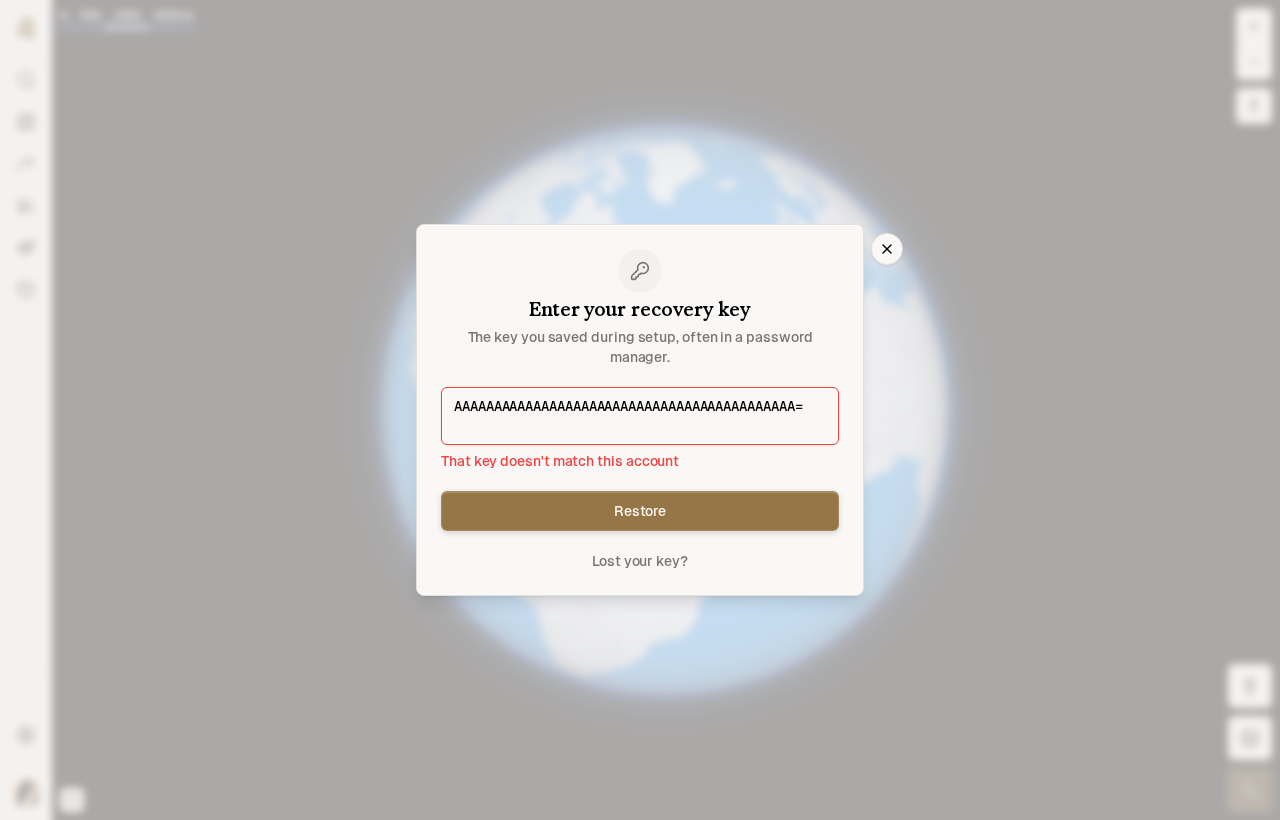 Enter your recovery key
The key you saved during setup, often in a password
manager.
AAAAAAAAAAAAAAAAAAAAAAAAAAAAAAAAAAAAAAAAAAA=
That key doesn't match this account
Restore
Lost your key?